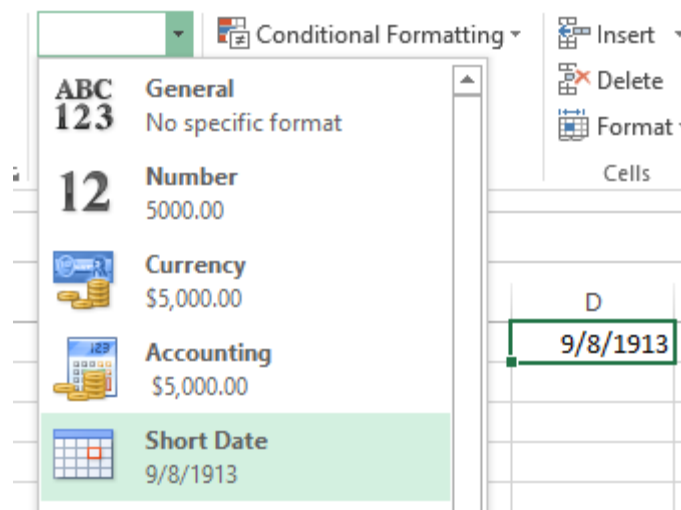 Conditional Formatting
Insert
Delete
Format
Cells
ABC
123
General
No specific format
12
Number
5000.00
Currency
$5,000.00
123
Accounting
$5,000.00
Short Date
9/8/1913
D
9/8/1913